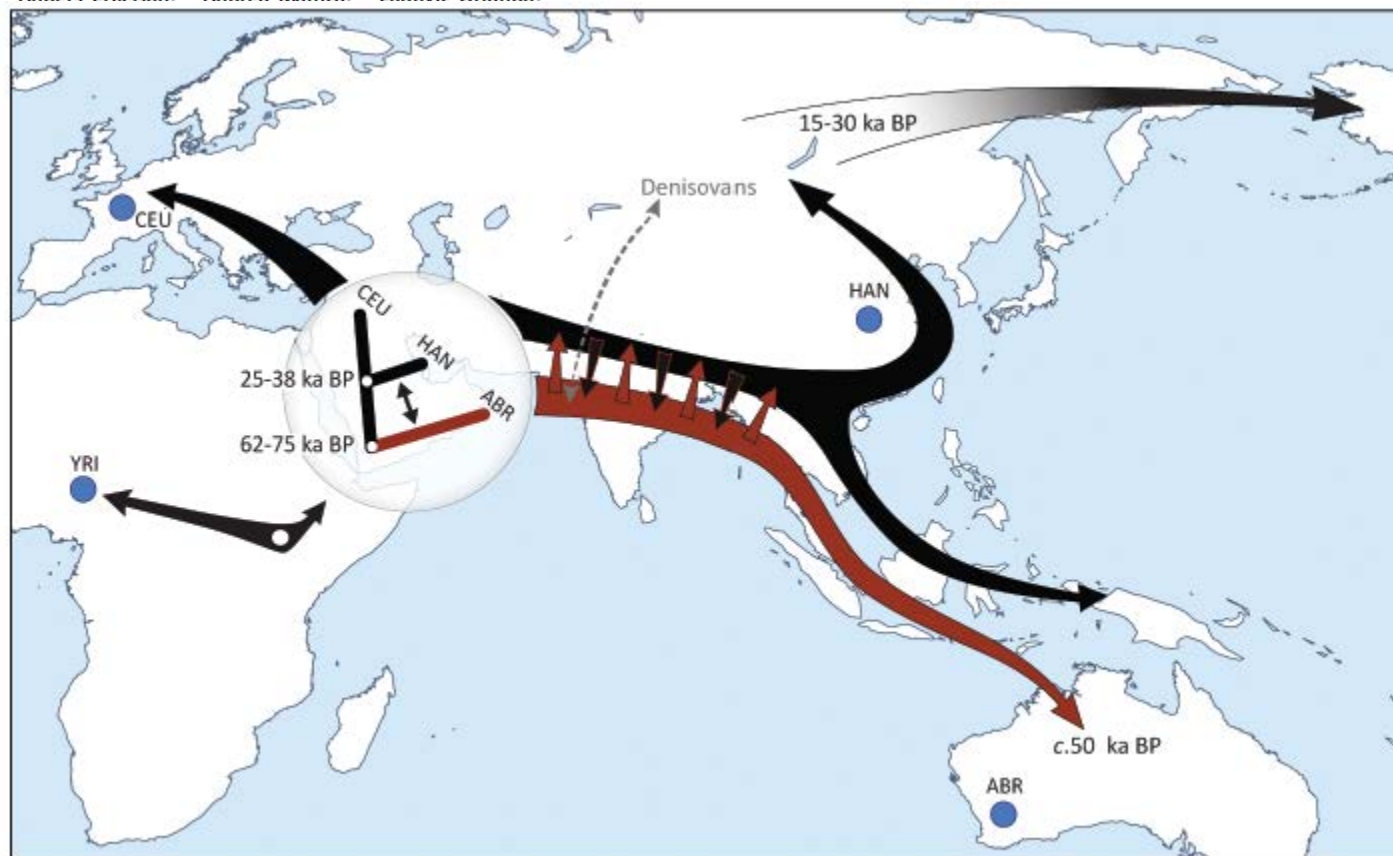 15-30 ka BP
Denisovans
CEU
HAN
CEU
HAN
ABR
25-38 ka BP
62-75 ka BP
YRI
c.50 ka BP
ABR